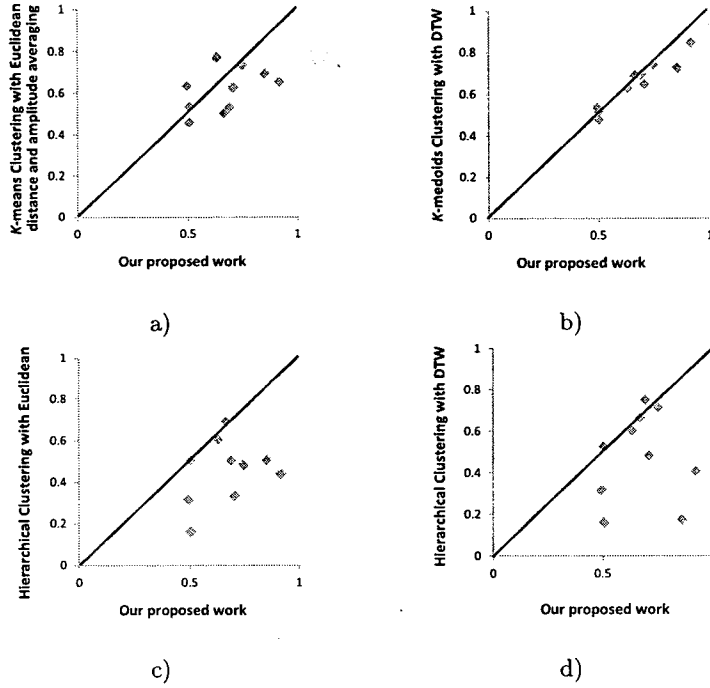 K-means Clustering with Euclidean
distance and amplitude averaging
1
0.8
0.6
0.4
0.2
0
0
0.5
1
Our proposed work
a)
K-medoids Clustering with DTW
1
0.8
0.6
0.4
0.2
0
0
0.5
1
Our proposed work
b)
Hierarchical Clustering with Euclidean
1
0.8
0.6
0.4
0.2
0
0
0.5
1
Our proposed work
c)
Hierarchical Clustering with DTW
1
0.8
0.6
0.4
0.2
0
0
0.5
1
Our proposed work
d)